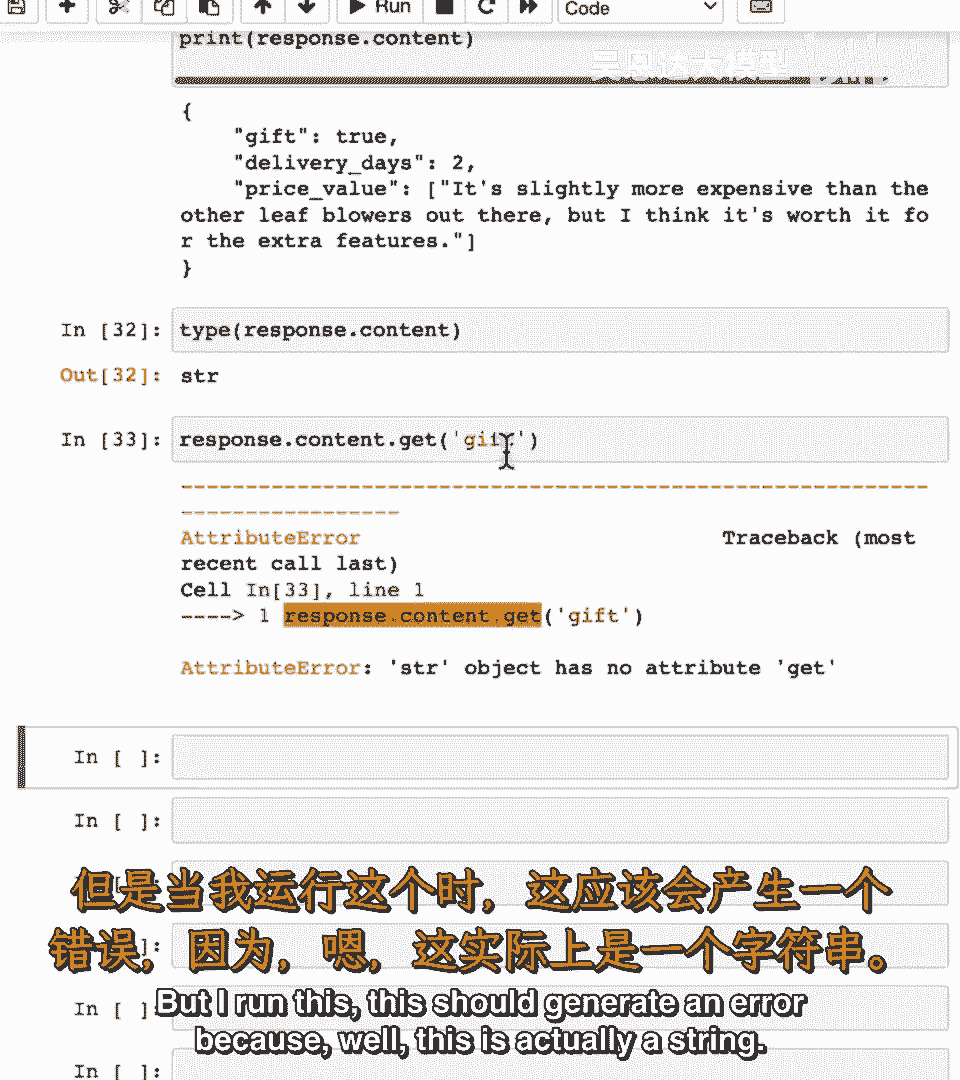 Run
Code
print(response.content)
{
"gift": true,
"delivery_days": 2,
"price_value": ["It's slightly more expensive than the
other leaf blowers out there, but I think it's worth it fo
r the extra features."]
}
In [32]: type(response.content)
Out[32]: str
In [33]: response.content.get('gift')
---------------------------------------------------------------------------
AttributeError Traceback (most
recent call last)
Cell In[33], line 1
----> 1 response.content.get('gift')
AttributeError: 'str' object has no attribute 'get'
In [ ]:
In [ ]:
但是当我运行这个时，这应该会产生一个
错误，因为，嗯，这实际上是一个字符串。
In [ ]:
But I run this, this should generate an error
because, well, this is actually a string.
In [ ]: